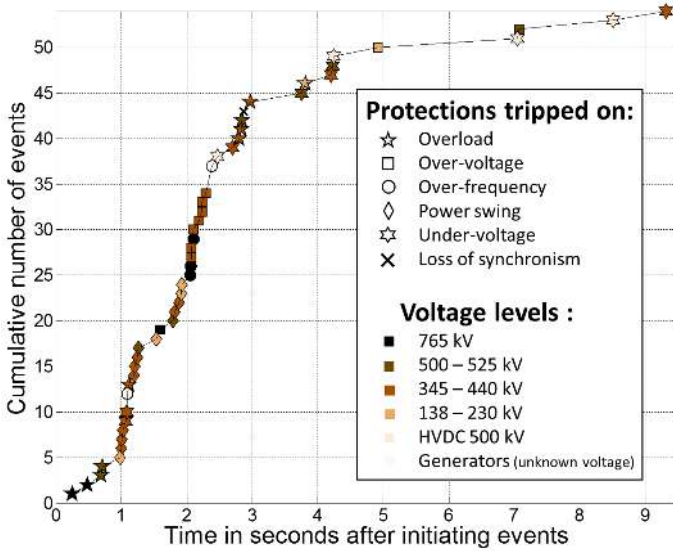 50
45
40
35
30
25
20
15
10
5
0
Cumulative number of events
0 1 2 3 4 5 6 7 8 9
Time in seconds after initiating events
Protections tripped on:
Overload
Over-voltage
Over-frequency
Power swing
Under-voltage
Loss of synchronism
Voltage levels :
765 kV
500 – 525 kV
345 – 440 kV
138 – 230 kV
HVDC 500 kV
Generators (unknown voltage)